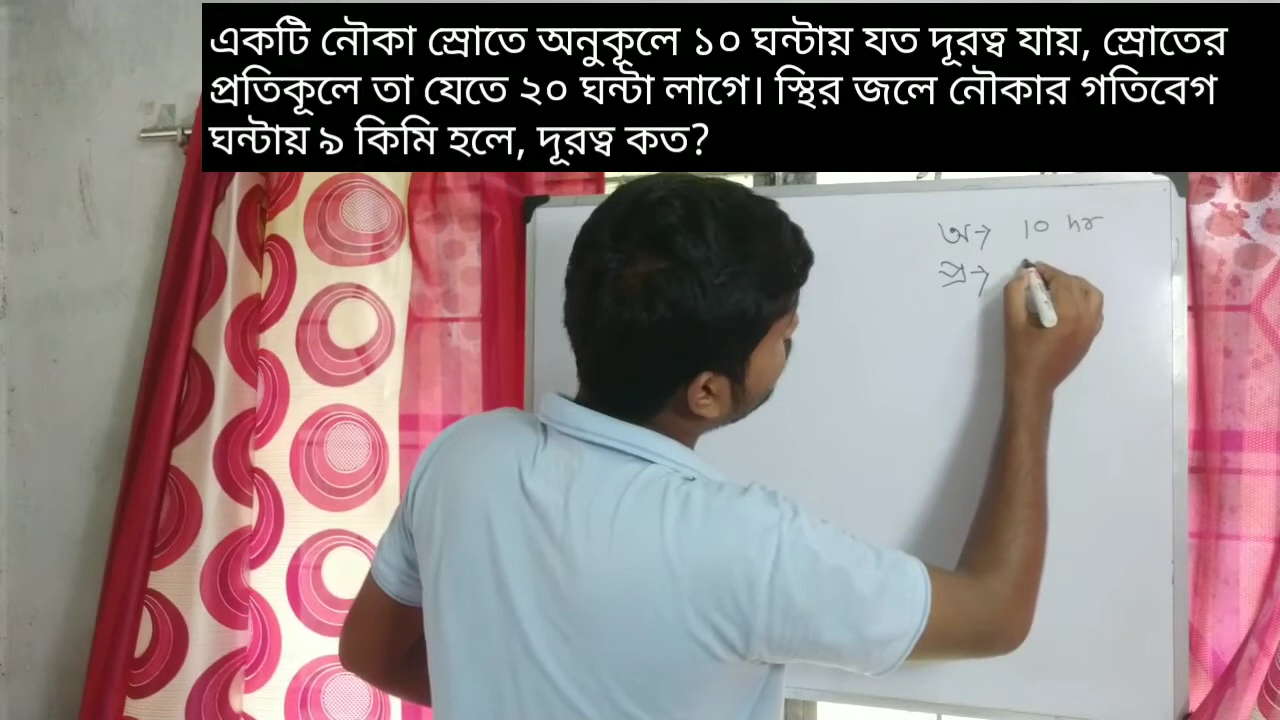 একটি নৌকা স্রোতে অনুকূলে ১০ ঘন্টায় যত দূরত্ব যায়, স্রোতের
প্রতিকূলে তা যেতে ২০ ঘন্টা লাগে। স্থির জলে নৌকার গতিবেগ
ঘন্টায় ৯ কিমি হলে, দূরত্ব কত?
অ→ 10 hr
প্র→